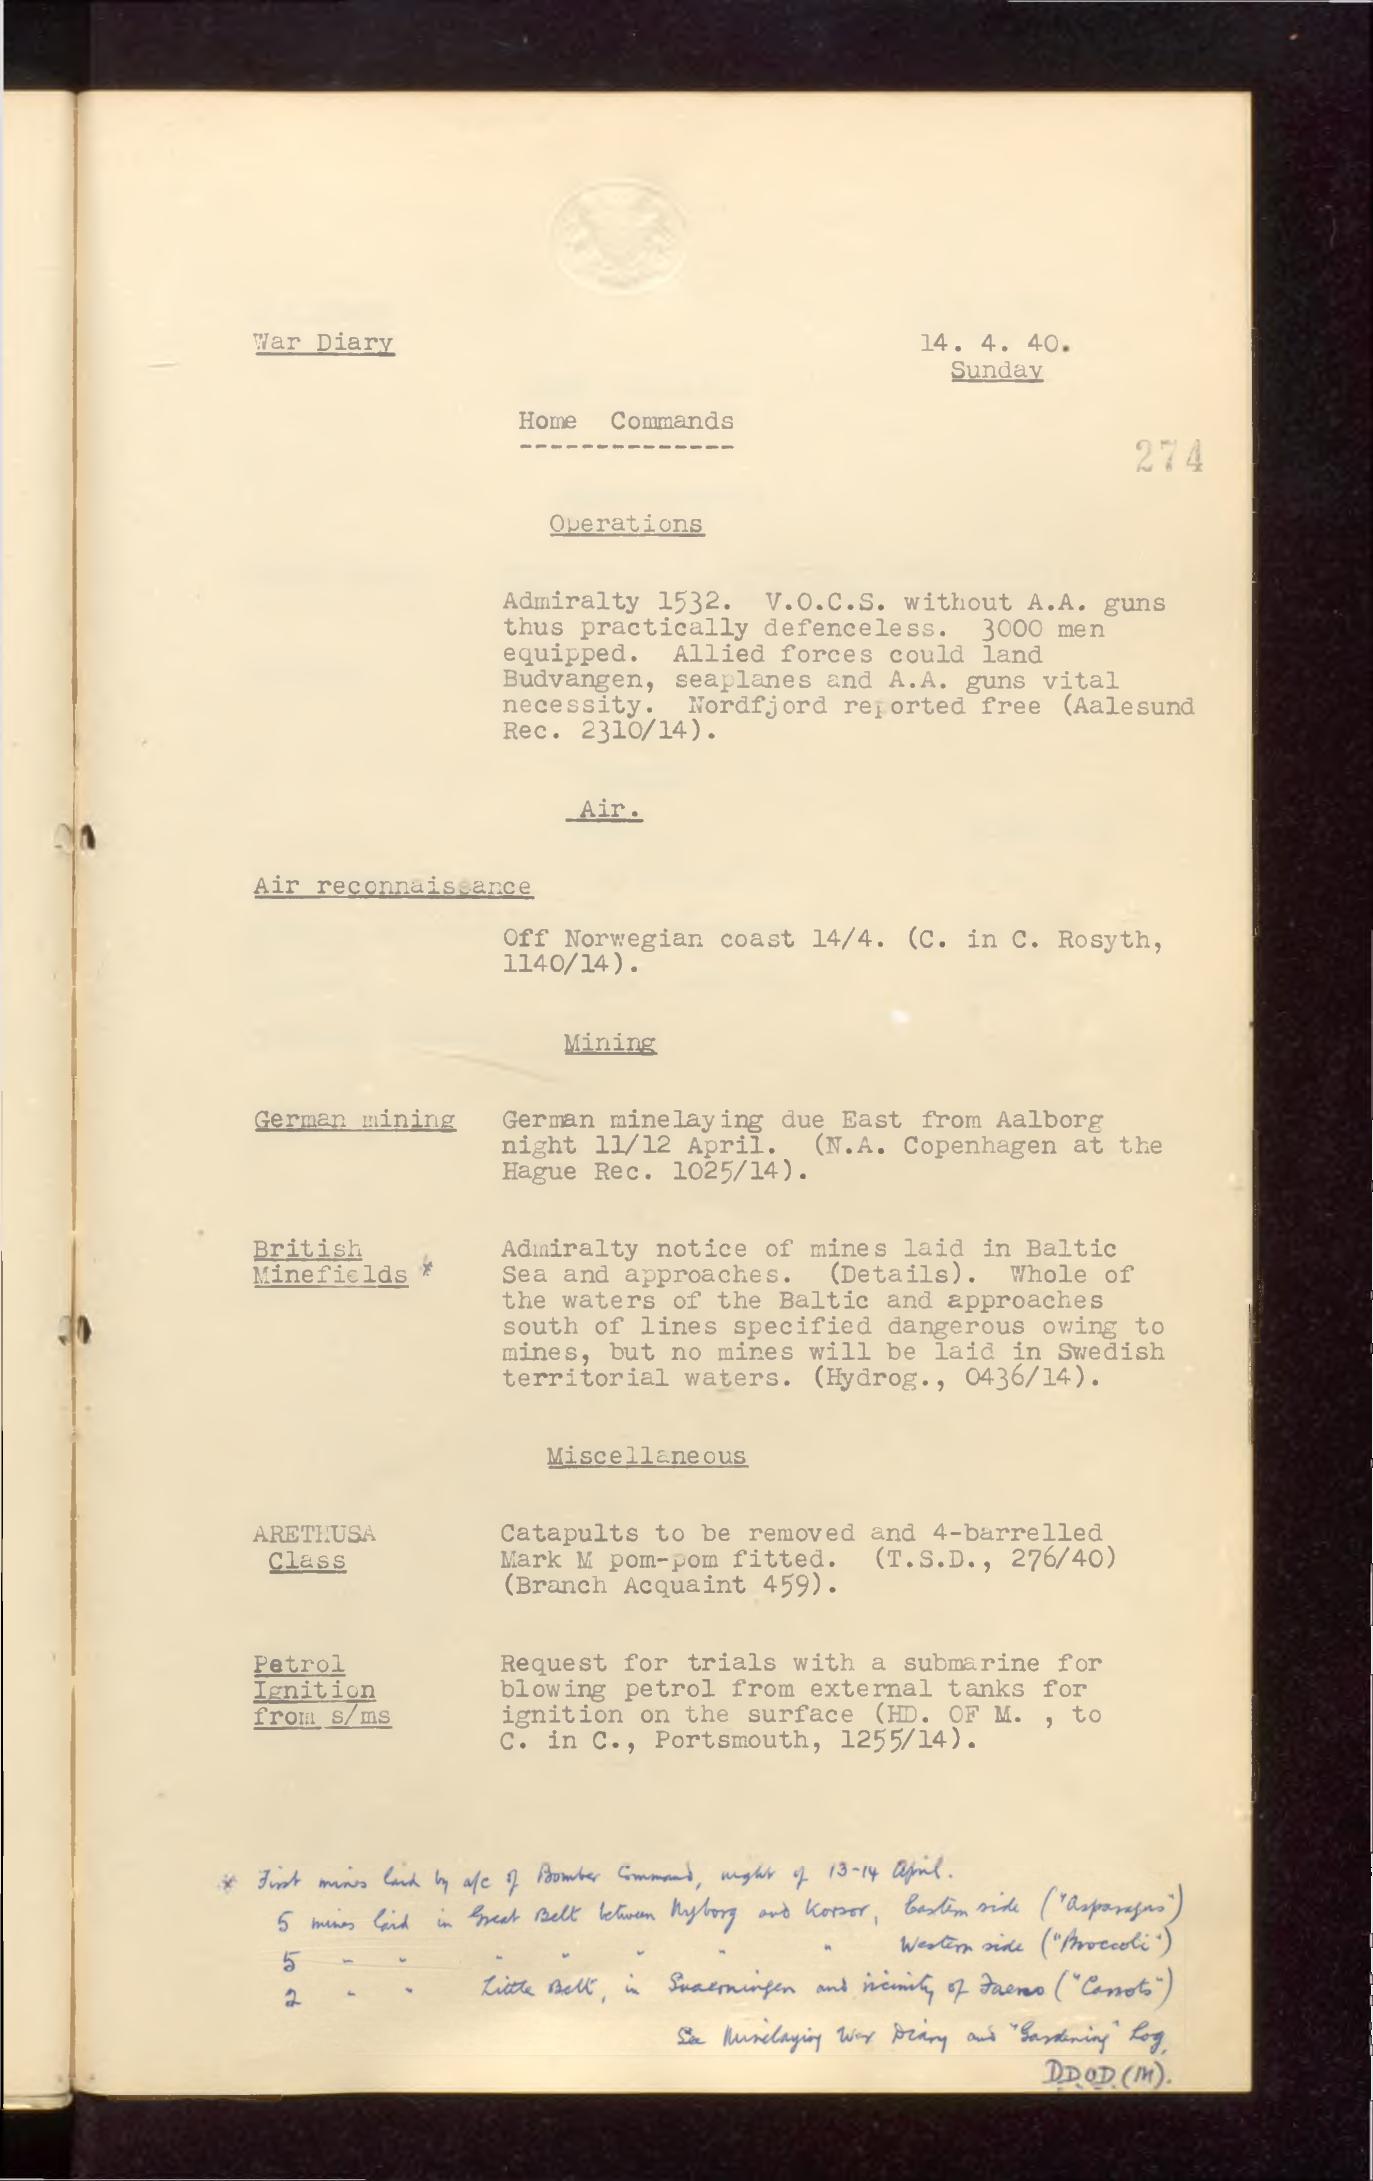 War Diary
14. 4. 40.
Sunday
Home Commands
274
Operations
Admiralty 1532. V.O.C.S. without A.A. guns
thus practically defenceless. 3000 men
equipped. Allied forces could land
Budvangen, seaplanes and A.A. guns vital
necessity. Nordfjord reported free (Aalesund
Rec. 2310/14).
Air.
Air reconnaissance
Off Norwegian coast 14/4. (C. in C. Rosyth,
1140/14).
Mining
German mining
German minelaying due East from Aalborg
night 11/12 April. (N.A. Copenhagen at the
Hague Rec. 1025/14).
British
Minefields *
Admiralty notice of mines laid in Baltic
Sea and approaches. (Details). Whole of
the waters of the Baltic and approaches
south of lines specified dangerous owing to
mines, but no mines will be laid in Swedish
territorial waters. (Hydrog., 0436/14).
Miscellaneous
ARETHUSA
Class
Catapults to be removed and 4-barrelled
Mark M pom-pom fitted. (T.S.D., 276/40)
(Branch Acquaint 459).
Petrol
Ignition
from s/ms
Request for trials with a submarine for
blowing petrol from external tanks for
ignition on the surface (HD. OF M. , to
C. in C., Portsmouth, 1255/14).
* First mines laid by a/c of Bomber Command, night of 13-14 April.
5 mines laid in Great Belt between Nyborg and Korsor, Eastern side ("Asparagus")
5 " " " " " " " Western side ("Broccoli")
2 " " Little Belt, in Svaerningen and vicinity of Faeno ("Carrots")
See Minelaying War Diary and "Gardening" Log,
DDOD(M).